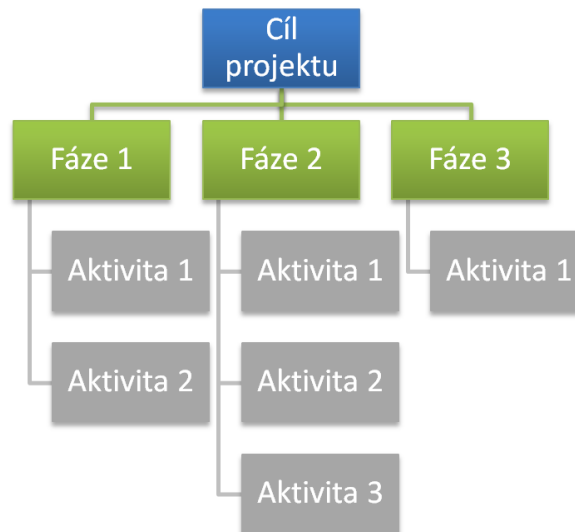 Cíl
projektu
Fáze 1
Fáze 2
Fáze 3
Aktivita 1
Aktivita 1
Aktivita 1
Aktivita 2
Aktivita 2
Aktivita 3